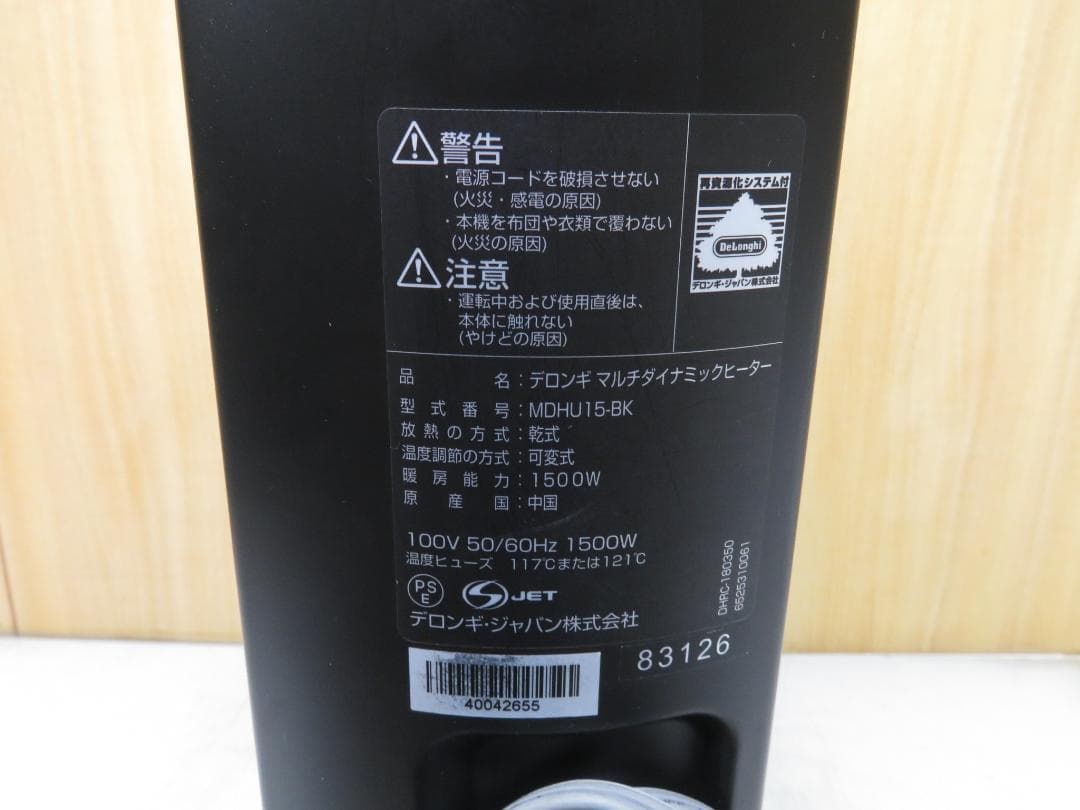 警告
・電源コードを破損させない
(火災・感電の原因)
・本機を布団や衣類で覆わない
(火災の原因)
注意
・運転中および使用直後は、
本体に触れない
(やけどの原因)
再資源化システム付
DeLonghi
デロンギ・ジャパン株式会社
品名：デロンギ マルチダイナミックヒーター
型式番号：MDHU15-BK
放熱の方式：乾式
温度調節の方式：可変式
暖房能力：1500W
原産国：中国
100V 50/60Hz 1500W
温度ヒューズ 117℃または121℃
PS
E
S JET
デロンギ・ジャパン株式会社
DHRC-180350
6525310061
83126
40042655